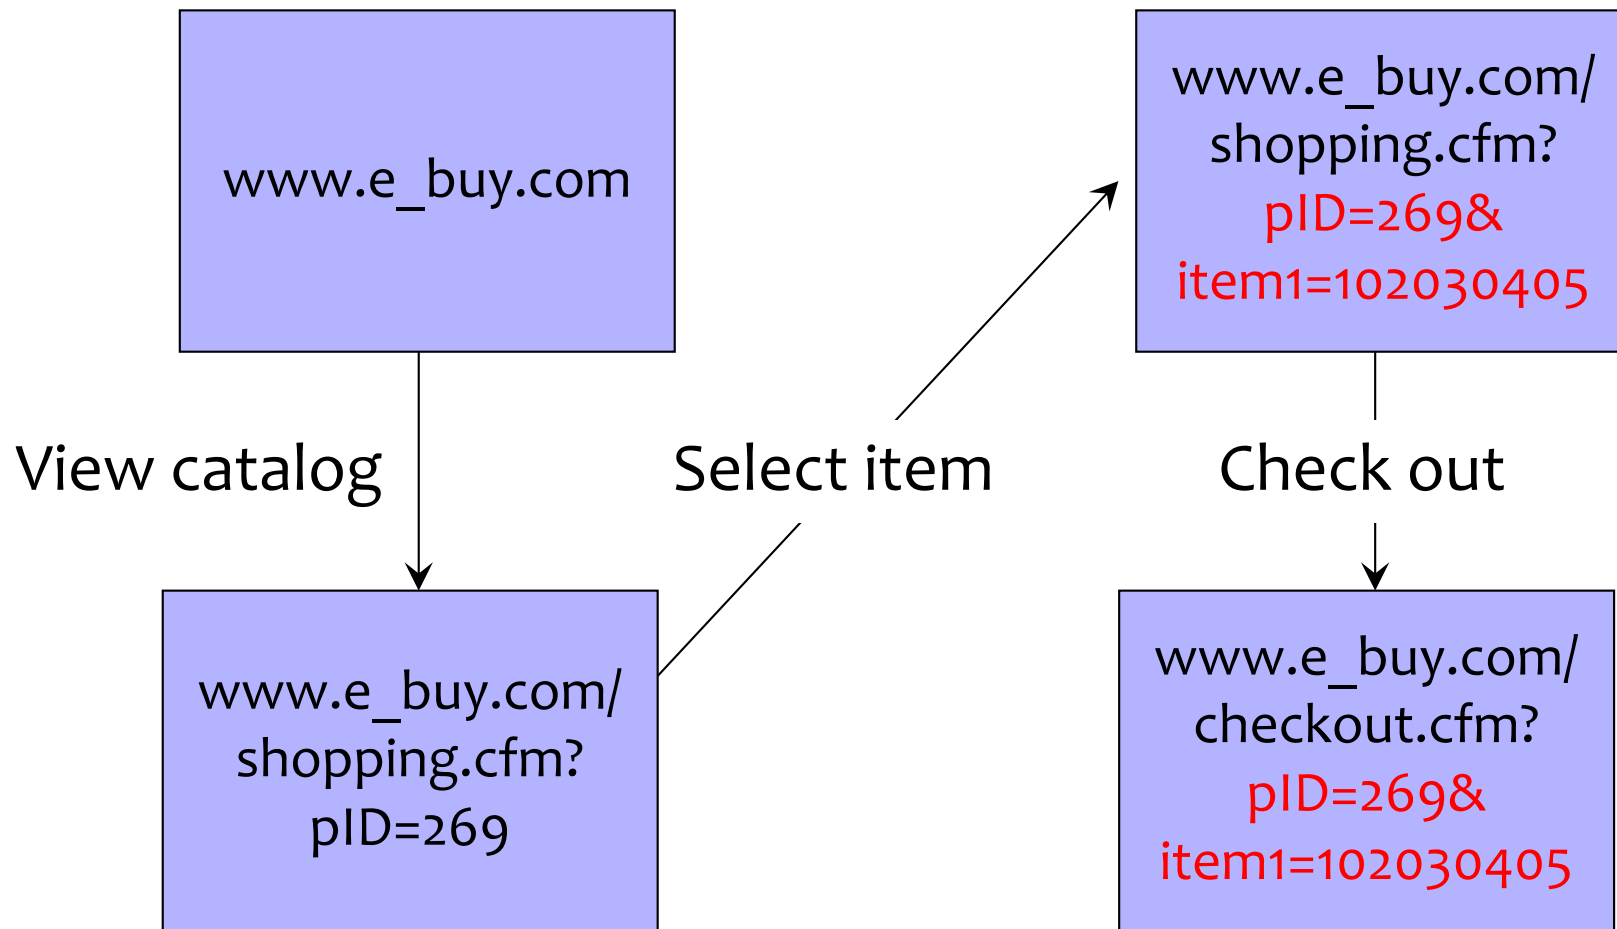 www.e_buy.com
View catalog
www.e_buy.com/
shopping.cfm?
pID=269
Select item
www.e_buy.com/
shopping.cfm?
pID=269&
item1=102030405
Check out
www.e_buy.com/
checkout.cfm?
pID=269&
item1=102030405